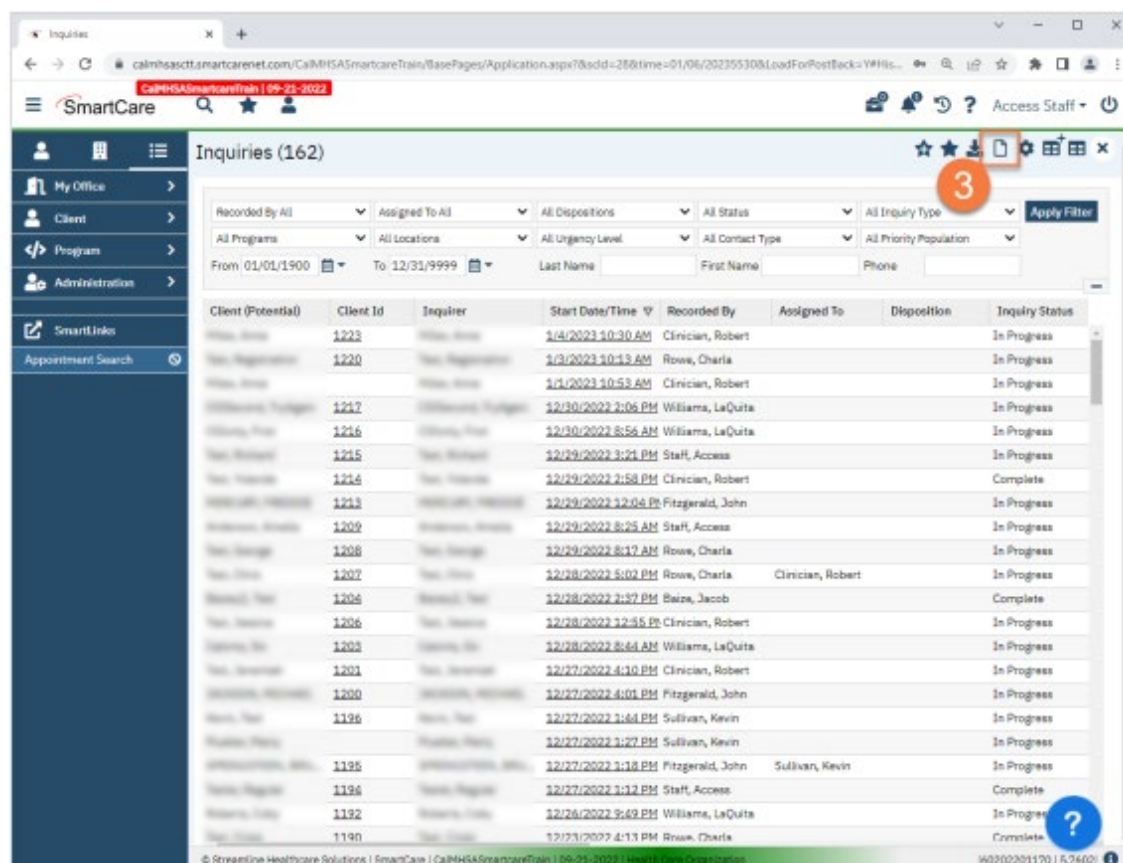 Inquiries
calmhsasctt.smartcarenet.com/CalMHSASmartcareTrain/BasePages/Application.aspx?&scId=28&time=01/06/20235530&LoadForPostBack=Y#His...
CalMHSASmartcareTrain | 09-21-2022
SmartCare Access Staff
Inquiries (162)
3
My Office
Client
Program
Administration
SmartLinks
Appointment Search
Recorded By All Assigned To All All Dispositions All Status All Inquiry Type Apply Filter
All Programs All Locations All Urgency Level All Contact Type All Priority Population
From 01/01/1900 To 12/31/9999 Last Name First Name Phone
Client (Potential) Client Id Inquirer Start Date/Time Recorded By Assigned To Disposition Inquiry Status
1223 1/4/2023 10:30 AM Clinician, Robert In Progress
1220 1/3/2023 10:13 AM Rowe, Charla In Progress
1/1/2023 10:53 AM Clinician, Robert In Progress
1217 12/30/2022 2:06 PM Williams, LaQuita In Progress
1216 12/30/2022 8:56 AM Williams, LaQuita In Progress
1215 12/29/2022 3:21 PM Staff, Access In Progress
1214 12/29/2022 2:58 PM Clinician, Robert Complete
1213 12/29/2022 12:04 PM Fitzgerald, John In Progress
1209 12/29/2022 8:25 AM Staff, Access In Progress
1208 12/29/2022 8:17 AM Rowe, Charla In Progress
1207 12/28/2022 5:02 PM Rowe, Charla Clinician, Robert In Progress
1204 12/28/2022 2:37 PM Baize, Jacob Complete
1206 12/28/2022 12:55 PM Clinician, Robert In Progress
1203 12/28/2022 8:44 AM Williams, LaQuita In Progress
1201 12/27/2022 4:10 PM Clinician, Robert In Progress
1200 12/27/2022 4:01 PM Fitzgerald, John In Progress
1196 12/27/2022 1:44 PM Sullivan, Kevin In Progress
12/27/2022 1:27 PM Sullivan, Kevin In Progress
1195 12/27/2022 1:18 PM Fitzgerald, John Sullivan, Kevin In Progress
1194 12/27/2022 1:12 PM Staff, Access Complete
1192 12/26/2022 9:49 PM Williams, LaQuita In Progress
1190 12/23/2022 4:13 PM Rowe, Charla Complete
© Streamline Healthcare Solutions | SmartCare | CalMHSASmartcareTrain | 09-21-2022 | Health Care Organization